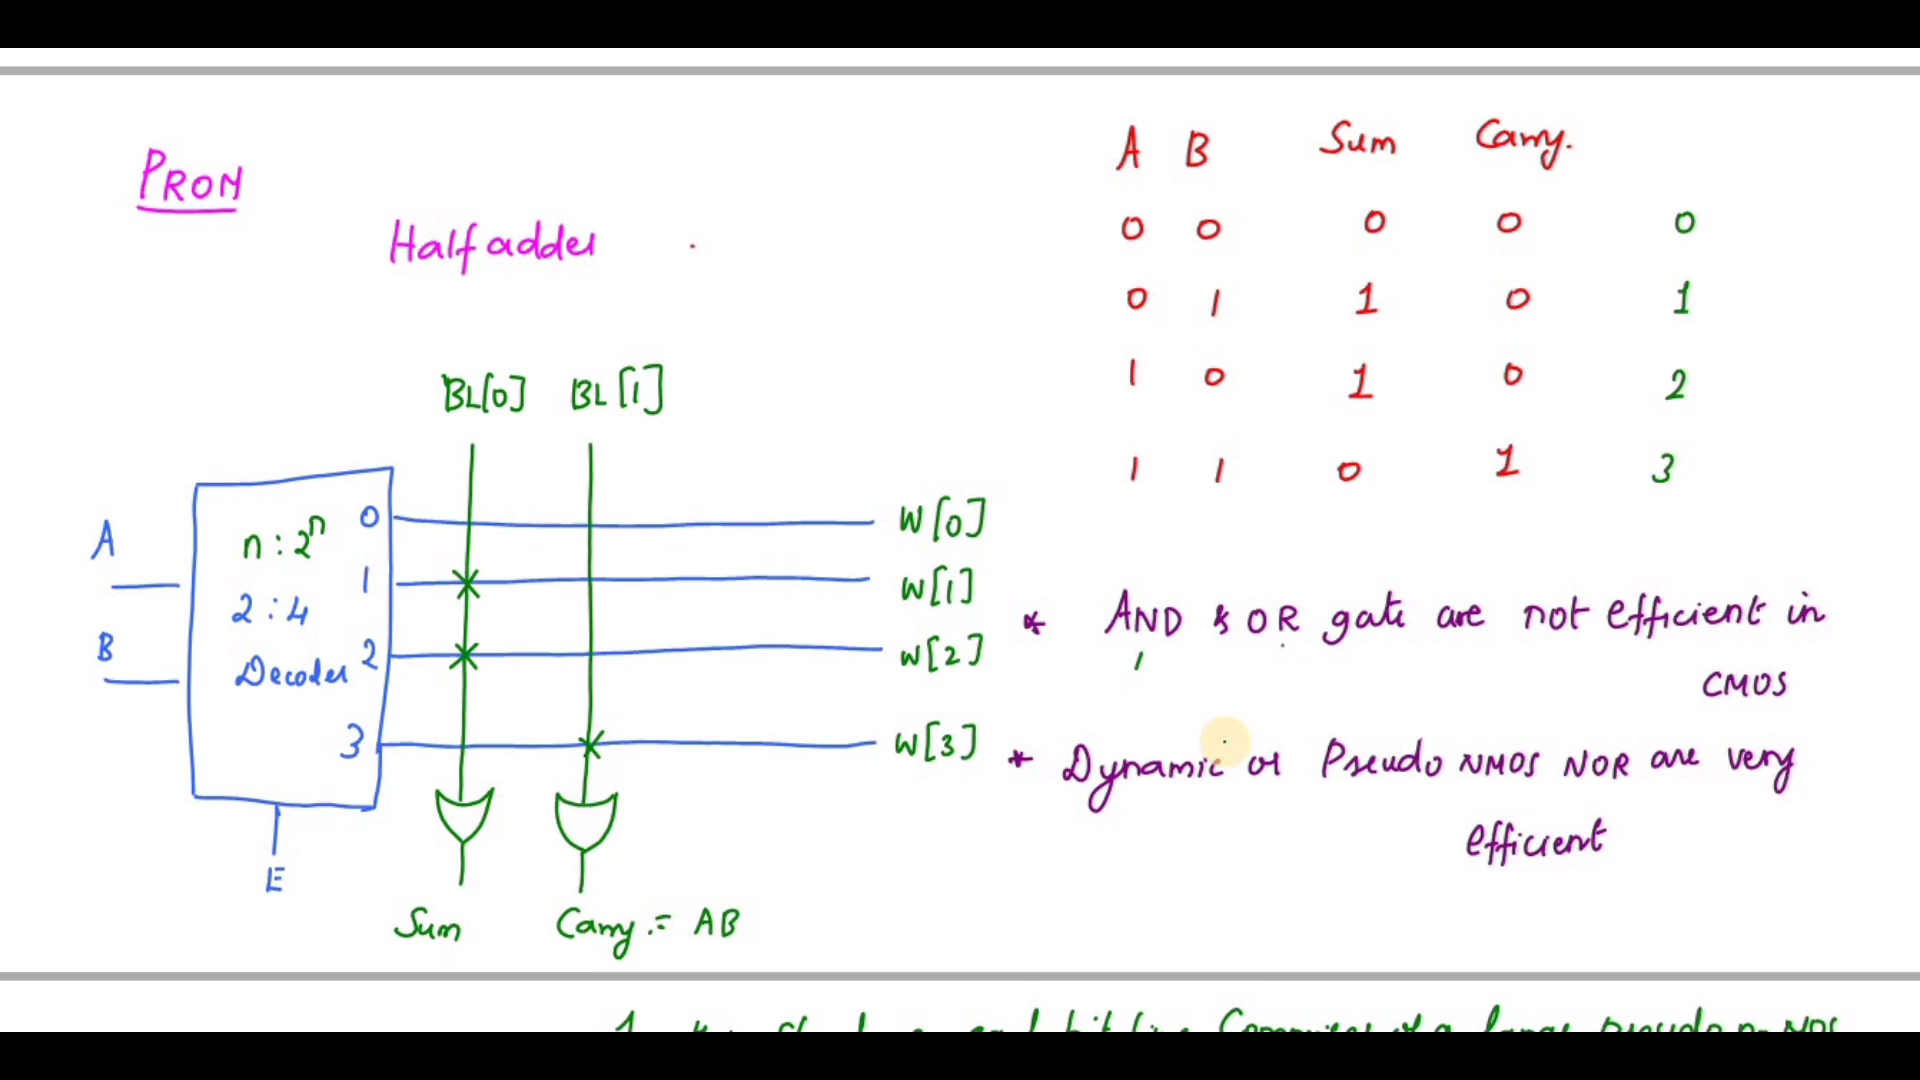 PROM
Half adder
A B Sum Carry.
0 0 0 0 0
0 1 1 0 1
1 0 1 0 2
1 1 0 1 3
BL[0] BL[1]
A
B
n : 2ⁿ
2 : 4
Decoder
0
1
2
3
E
W[0]
W[1]
W[2]
W[3]
Sum Carry = AB
* AND & OR gate are not efficient in
CMOS
* Dynamic or Pseudo NMOS NOR are very
efficient